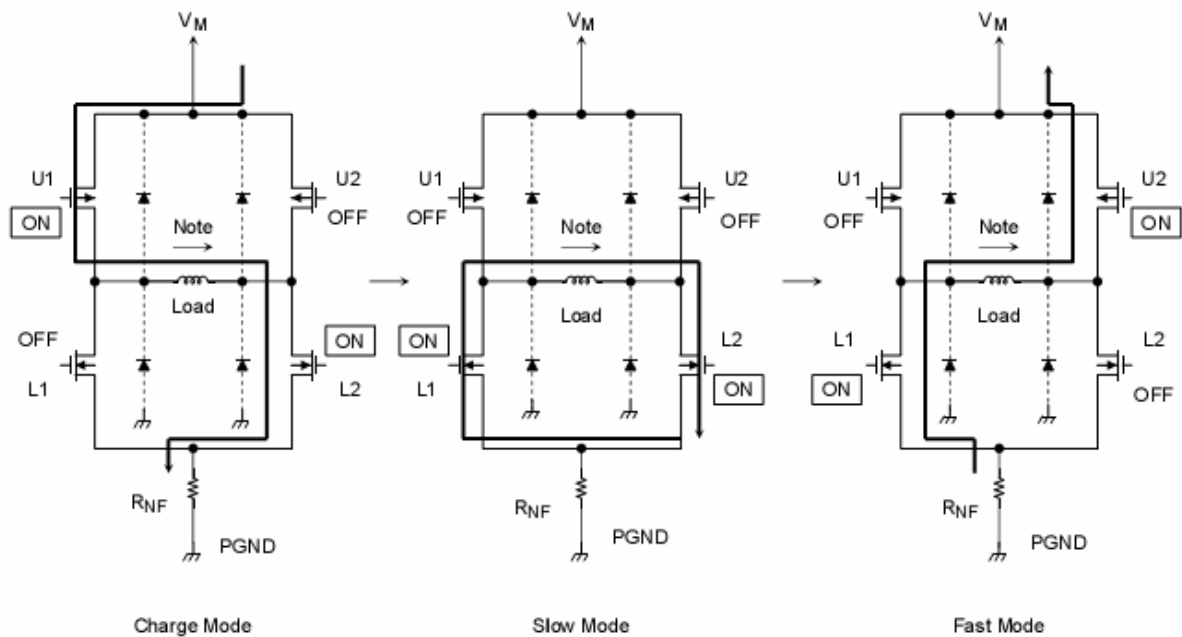 VM
U1
ON
U2
OFF
Note
Load
OFF
L1
ON
L2
RNF
PGND
Charge Mode
VM
U1
OFF
U2
OFF
Note
Load
ON
L1
L2
ON
RNF
PGND
Slow Mode
VM
U1
OFF
U2
ON
Note
Load
L1
ON
L2
OFF
RNF
PGND
Fast Mode